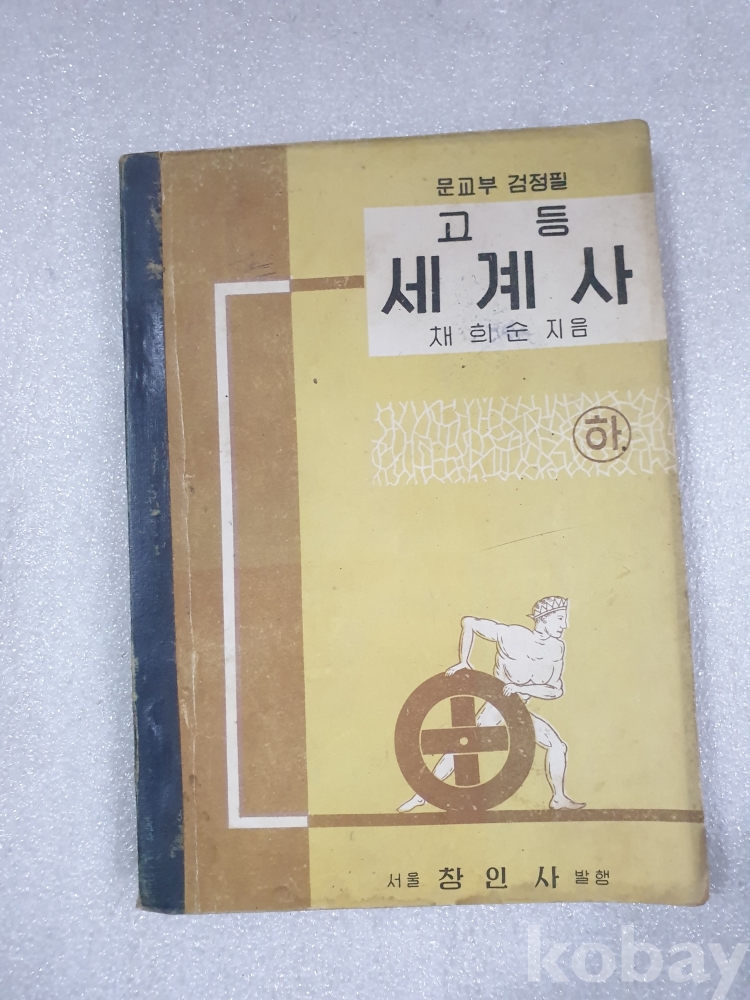 문교부 검정필
고등
세계사
채희순 지음
하.
서울 창인사 발행
kobay